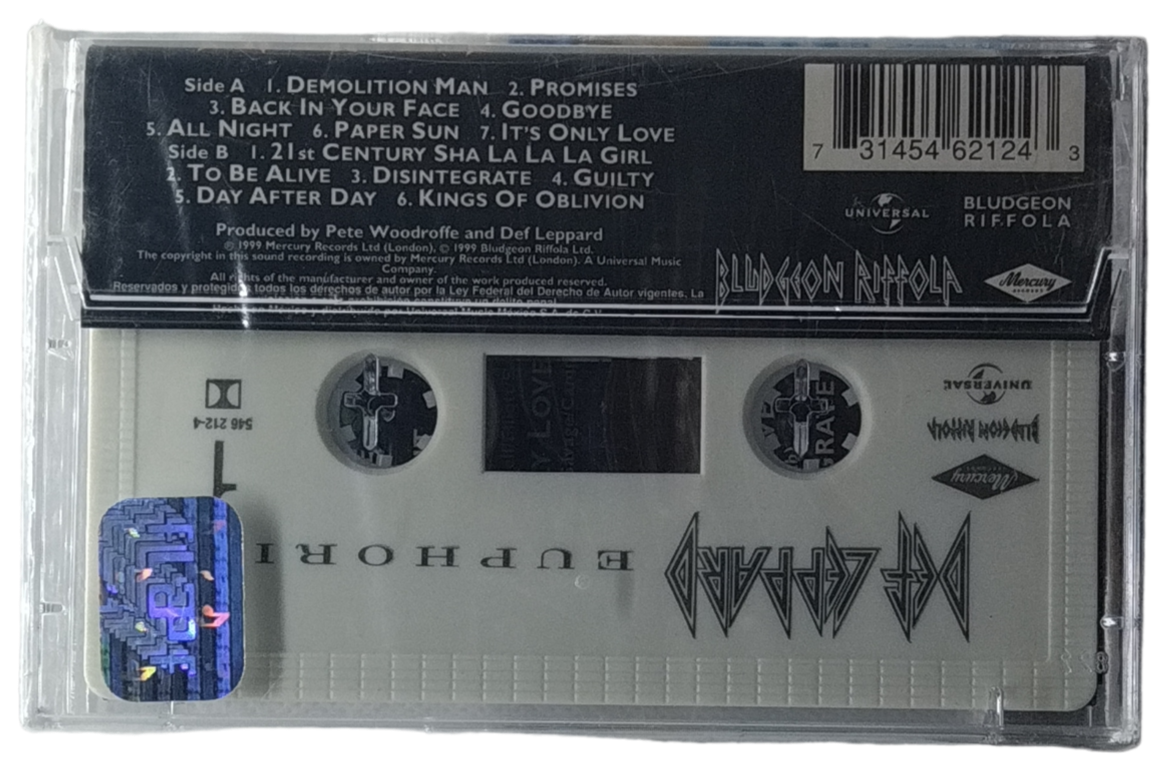 Side A 1. DEMOLITION MAN 2. PROMISES
3. BACK IN YOUR FACE 4. GOODBYE
5. ALL NIGHT 6. PAPER SUN 7. IT'S ONLY LOVE
Side B 1. 21st CENTURY SHA LA LA LA GIRL
2. TO BE ALIVE 3. DISINTEGRATE 4. GUILTY
5. DAY AFTER DAY 6. KINGS OF OBLIVION
Produced by Pete Woodroffe and Def Leppard
℗ 1999 Mercury Records Ltd (London). © 1999 Bludgeon Riffola Ltd.
The copyright in this sound recording is owned by Mercury Records Ltd (London). A Universal Music
Company.
All rights of the manufacturer and owner of the work produced reserved.
Reservados y protegidos todos los derechos de autor por la Ley Federal del Derecho de Autor vigentes. La
7 31454 62124 3
UNIVERSAL
BLUDGEON
RIFFOLA
BLUDGEON RIFFOLA
Mercury
RECORDS
UNIVERSAL
BLUDGEON RIFFOLA
Mercury
546 212-4
1
Y LOVE
RAVE
DEF LEPPARD
EUPHORI